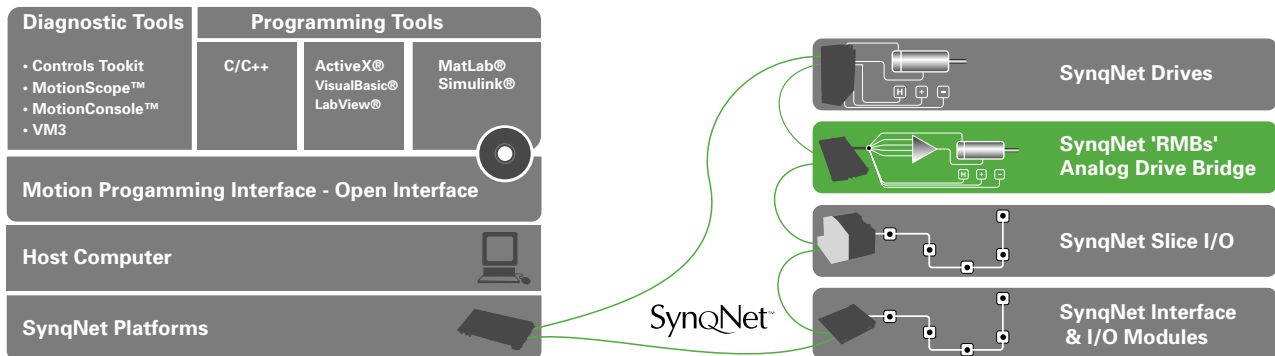 Diagnostic Tools
• Controls Tookit
• MotionScope™
• MotionConsole™
• VM3
Programming Tools
C/C++
ActiveX®
VisualBasic®
LabView®
MatLab®
Simulink®
Motion Progamming Interface - Open Interface
Host Computer
SynqNet Platforms
SynQNet™
SynqNet Drives
H + −
SynqNet 'RMBs'
Analog Drive Bridge
H + −
SynqNet Slice I/O
SynqNet Interface
& I/O Modules